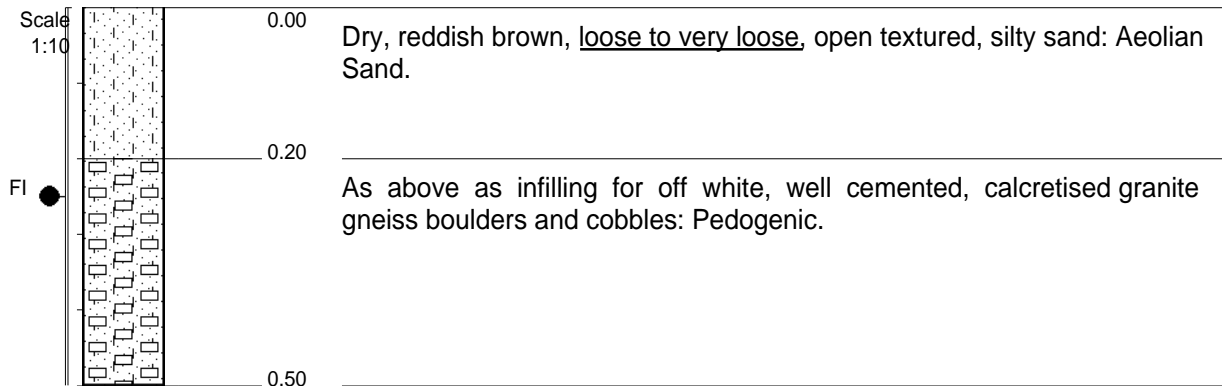 Scale
1:10
0.00
Dry, reddish brown, loose to very loose, open textured, silty sand: Aeolian
Sand.
0.20
FI
As above as infilling for off white, well cemented, calcretised granite
gneiss boulders and cobbles: Pedogenic.
0.50